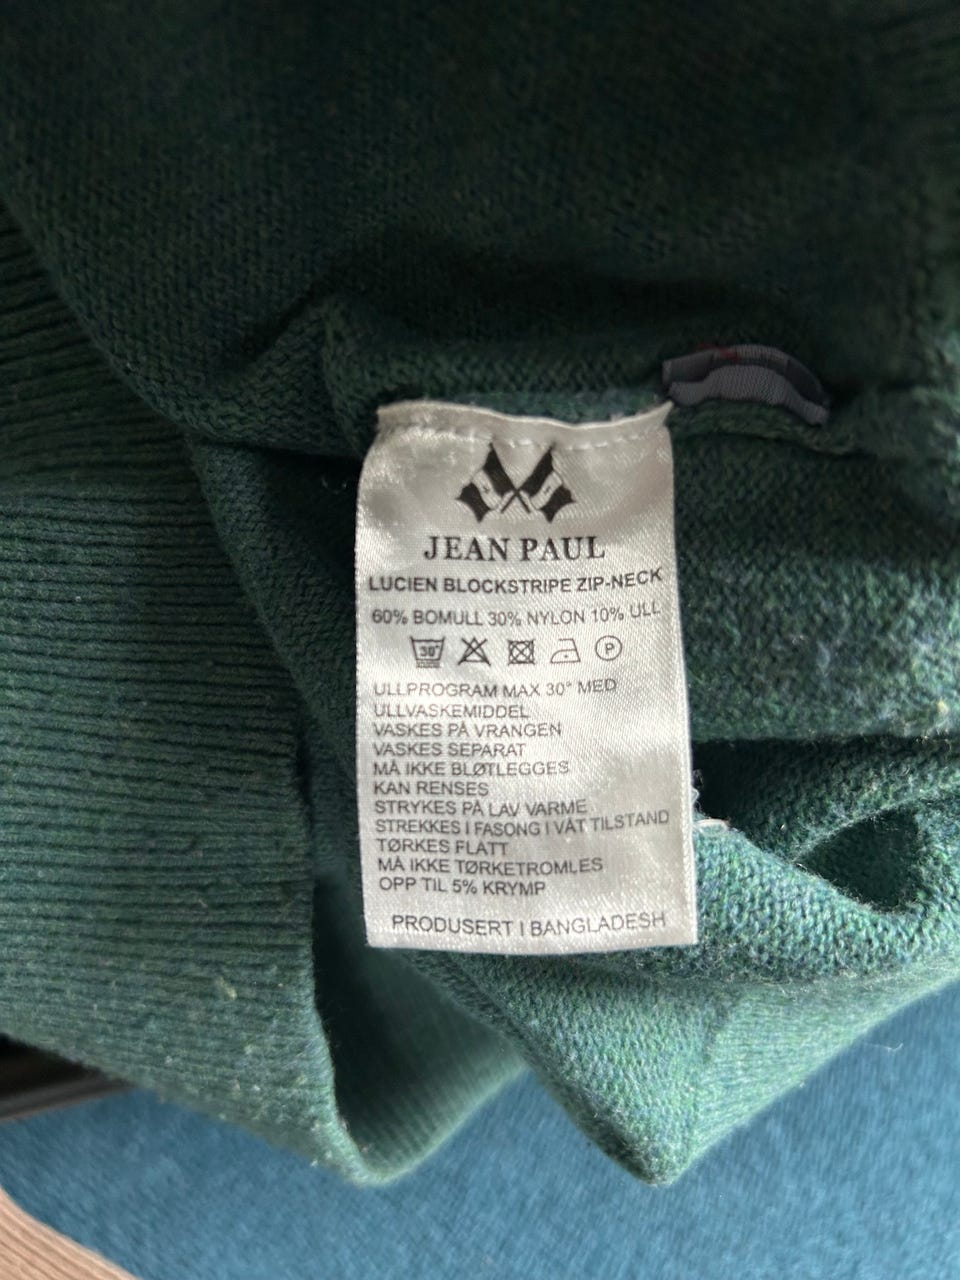 JEAN PAUL
LUCIEN BLOCKSTRIPE ZIP-NECK
60% BOMULL 30% NYLON 10% ULL
30° P
ULLPROGRAM MAX 30° MED
ULLVASKEMIDDEL
VASKES PÅ VRANGEN
VASKES SEPARAT
MÅ IKKE BLØTLEGGES
KAN RENSES
STRYKES PÅ LAV VARME
STREKKES I FASONG I VÅT TILSTAND
TØRKES FLATT
MÅ IKKE TØRKETROMLES
OPP TIL 5% KRYMP
PRODUSERT I BANGLADESH